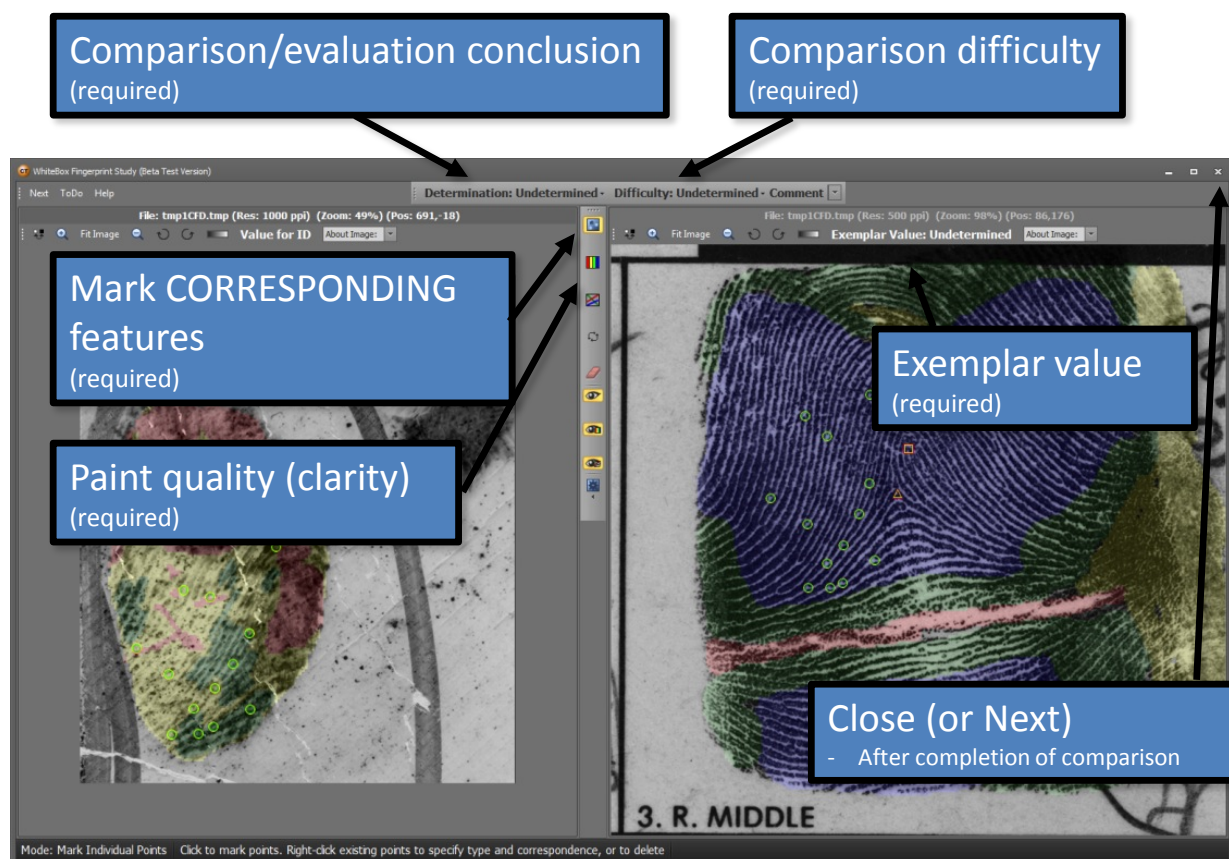 Comparison/evaluation conclusion
(required)
Comparison difficulty
(required)
WhiteBox Fingerprint Study (Beta Test Version)
Next ToDo Help
Determination: Undetermined - Difficulty: Undetermined - Comment
File: tmp1CFD.tmp (Res: 1000 ppi) (Zoom: 49%) (Pos: 691,-18)
File: tmp1CFD.tmp (Res: 500 ppi) (Zoom: 98%) (Pos: 86,176)
Fit Image Value for ID About Image:
Fit Image Exemplar Value: Undetermined About Image:
Mark CORRESPONDING
features
(required)
Exemplar value
(required)
Paint quality (clarity)
(required)
Close (or Next)
- After completion of comparison
3. R. MIDDLE
Mode: Mark Individual Points Click to mark points. Right-click existing points to specify type and correspondence, or to delete